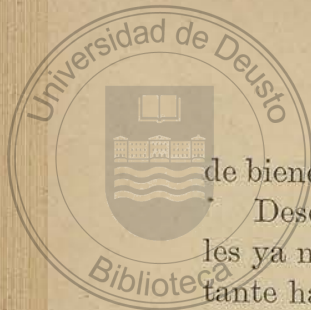 Universidad de Deusto
Biblioteca
de biene
Des
les ya n
tante ha